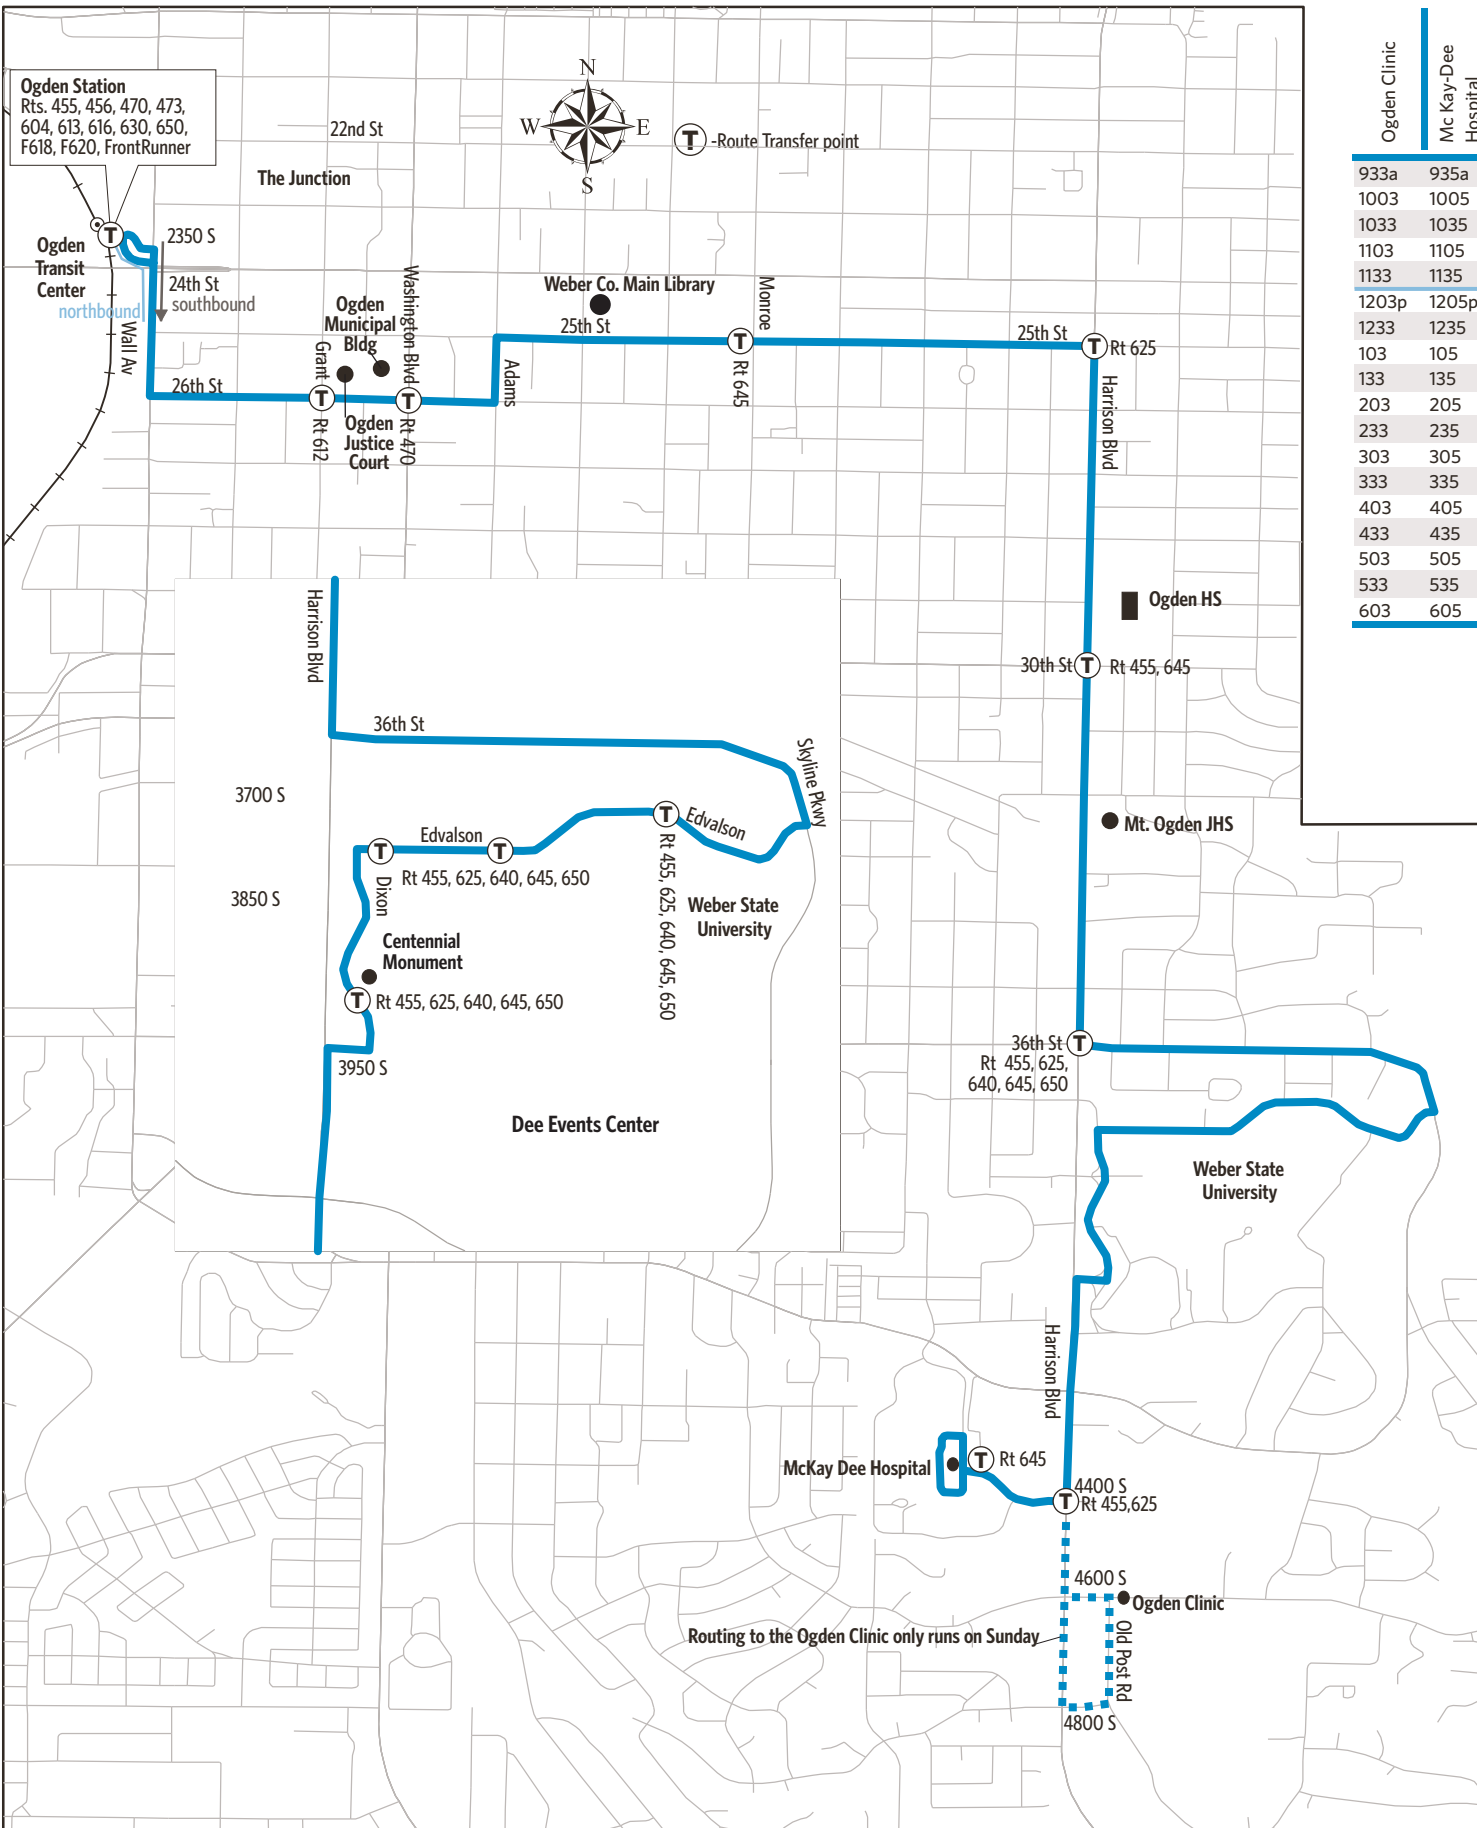 Ogden Station
Rts. 455, 456, 470, 473,
604, 613, 616, 630, 650,
F618, F620, FrontRunner
22nd St
The Junction
N
W
E
S
T
-Route Transfer point
T
Ogden
Transit
Center
2350 S
24th St
southbound
northbound
Wall Av
26th St
Grant
T
Rt 612
Ogden
Municipal
Bldg
Ogden
Justice
Court
Washington Blvd
T
Rt 470
Adams
Weber Co. Main Library
25th St
Monroe
T
Rt 645
25th St
T
Rt 625
Harrison Blvd
Ogden HS
30th St
T
Rt 455, 645
Mt. Ogden JHS
36th St
T
Rt 455, 625,
640, 645, 650
Weber State
University
Harrison Blvd
McKay Dee Hospital
T
Rt 645
4400 S
T
Rt 455,625
4600 S
Ogden Clinic
Routing to the Ogden Clinic only runs on Sunday
Old Post Rd
4800 S
Harrison Blvd
36th St
Skyline Pkwy
3700 S
Edvalson
T
T
T
Edvalson
Rt 455, 625, 640, 645, 650
Rt 455, 625, 640, 645, 650
Dixon
3850 S
Weber State
University
Centennial
Monument
T
Rt 455, 625, 640, 645, 650
3950 S
Dee Events Center
Ogden Clinic
Mc Kay-Dee
Hospital
933a 935a
1003 1005
1033 1035
1103 1105
1133 1135
1203p 1205p
1233 1235
103 105
133 135
203 205
233 235
303 305
333 335
403 405
433 435
503 505
533 535
603 605